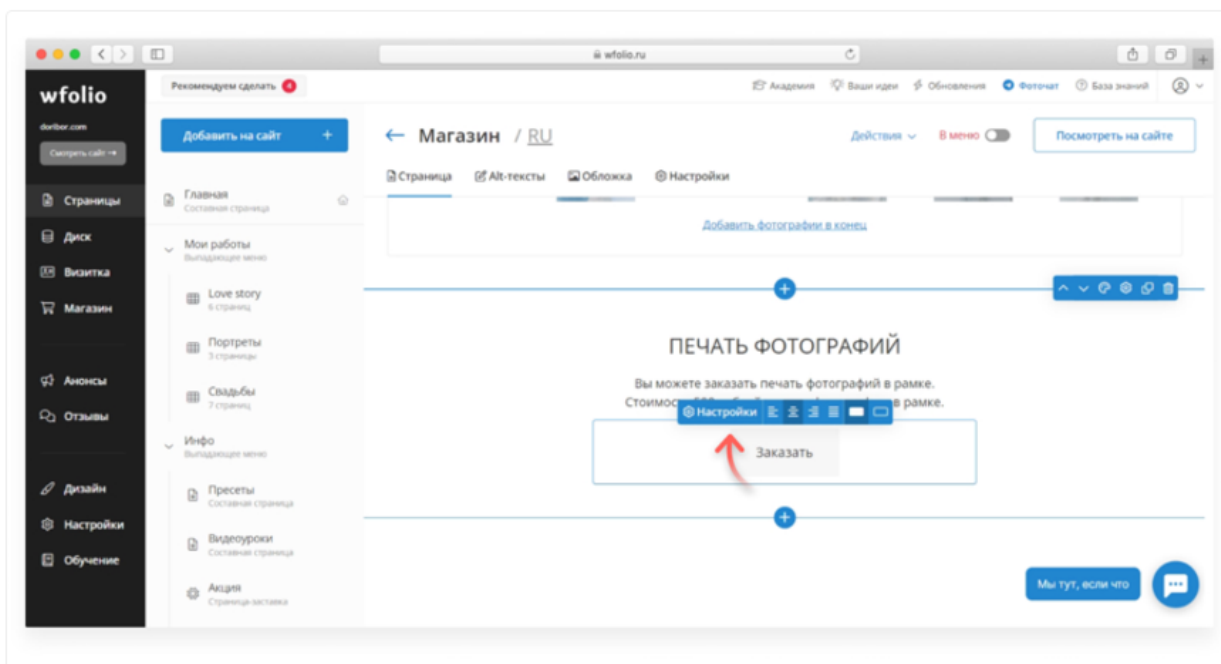 wfolio.ru
wfolio
Рекомендуем сделать 4
Академия Ваши идеи Обновления Фоточат База знаний
doribor.com
Смотреть сайт →
Добавить на сайт +
← Магазин / RU
Действия
В меню
Посмотреть на сайте
Страница Alt-тексты Обложка Настройки
Страницы
Диск
Визитка
Магазин
Анонсы
Отзывы
Дизайн
Настройки
Обучение
Главная
Составная страница
Мои работы
Выпадающее меню
Love story
6 страниц
Портреты
3 страницы
Свадьбы
7 страниц
Инфо
Выпадающее меню
Пресеты
Составная страница
Видеоуроки
Составная страница
Акция
Страница-заставка
Добавить фотографии в конец
ПЕЧАТЬ ФОТОГРАФИЙ
Вы можете заказать печать фотографий в рамке.
в рамке.
Настройки
Заказать
Мы тут, если что